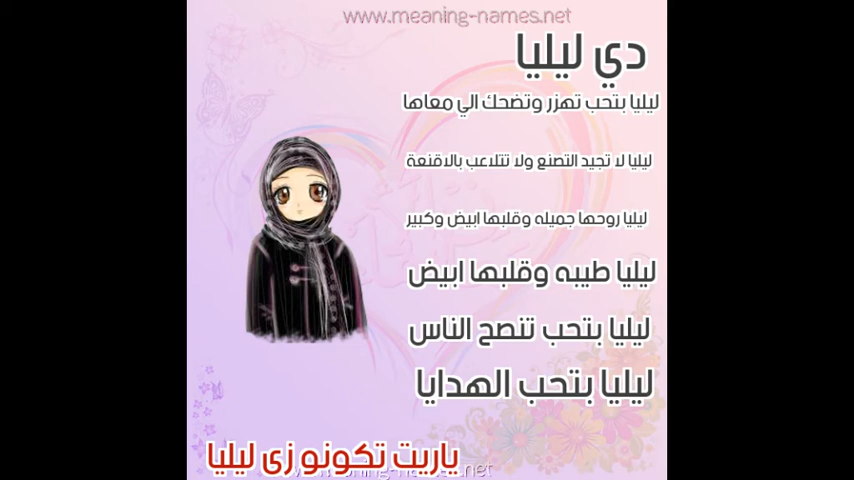 www.meaning-names.net
دي ليليا
ليليا بتحب تهزر وتضحك الي معاها
ليليا لا تجيد التصنع ولا تتلاعب بالاقنعة
ليليا روحها جميله وقلبها ابيض وكبير
ليليا طيبه وقلبها ابيض
ليليا بتحب تنصح الناس
ليليا بتحب الهدايا
ياريت تكونو زى ليليا